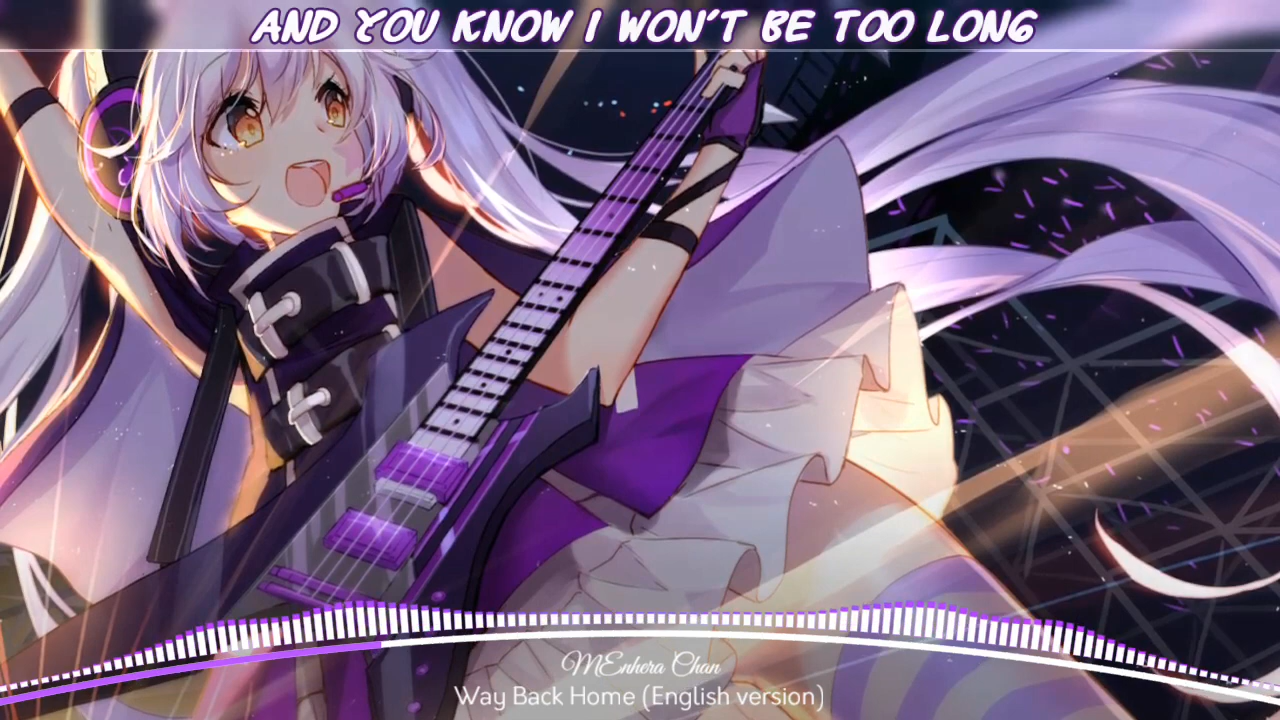 AND YOU KNOW I WON'T BE TOO LONG
MEnhera Chan
Way Back Home (English version)